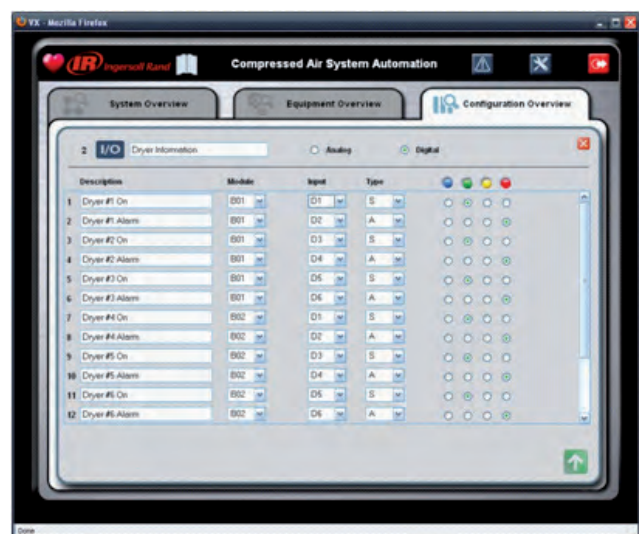 VX - Mozilla Firefox
IR Ingersoll Rand Compressed Air System Automation
System Overview Equipment Overview Configuration Overview
2 I/O Dryer Information Analog Digital
Description Module Input Type
1 Dryer #1 On B01 D1 S
2 Dryer #1 Alarm B01 D2 A
3 Dryer #2 On B01 D3 S
4 Dryer #2 Alarm B01 D4 A
5 Dryer #3 On B01 D5 S
6 Dryer #3 Alarm B01 D6 A
7 Dryer #4 On B02 D1 S
8 Dryer #4 Alarm B02 D2 A
9 Dryer #5 On B02 D3 S
10 Dryer #5 Alarm B02 D4 A
11 Dryer #6 On B02 D5 S
12 Dryer #6 Alarm B02 D6 A
Done